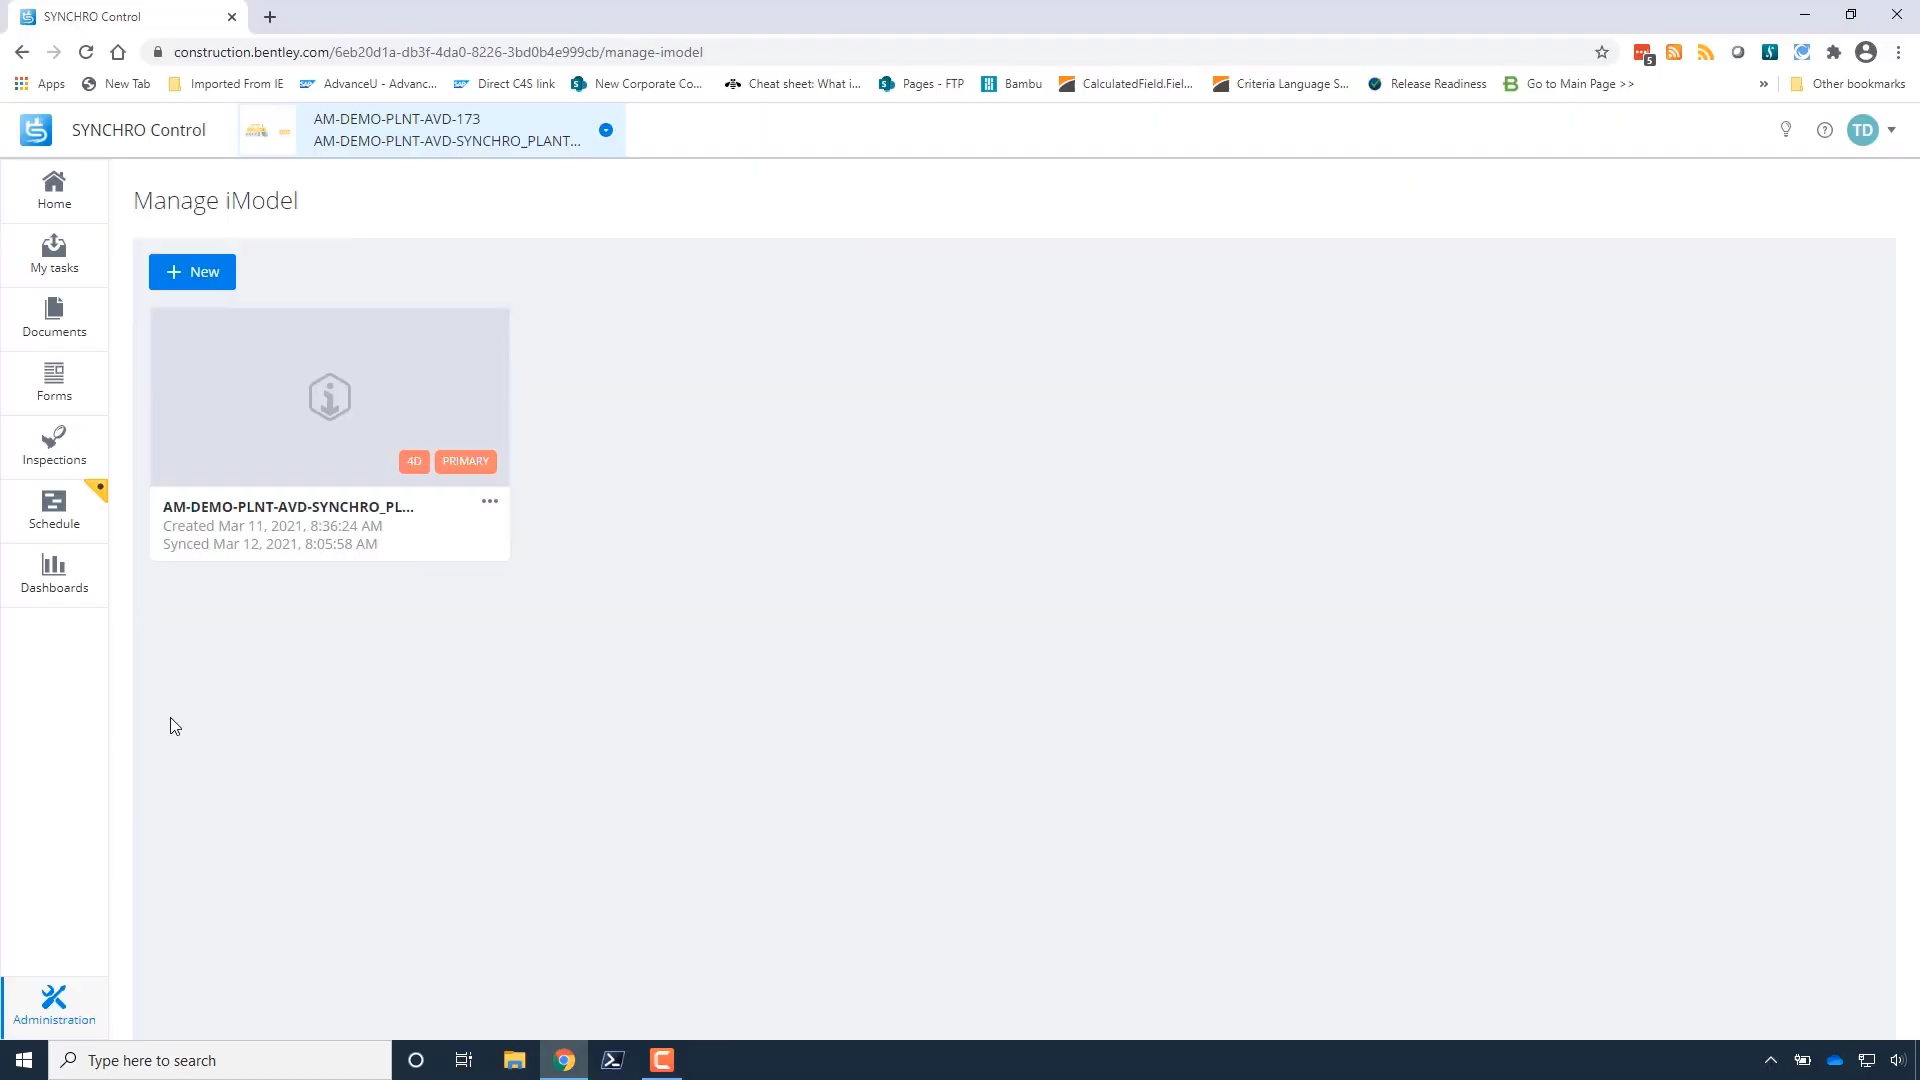 SYNCHRO Control
construction.bentley.com/6eb20d1a-db3f-4da0-8226-3bd0b4e999cb/manage-imodel
5
Apps
New Tab
Imported From IE
AdvanceU - Advanc...
Direct C4S link
New Corporate Co...
Cheat sheet: What i...
Pages - FTP
Bambu
CalculatedField.Fiel...
Criteria Language S...
Release Readiness
Go to Main Page >>
»
Other bookmarks
SYNCHRO Control
AM-DEMO-PLNT-AVD-173
AM-DEMO-PLNT-AVD-SYNCHRO_PLANT...
TD
Home
My tasks
Documents
Forms
Inspections
Schedule
Dashboards
Administration
Manage iModel
+ New
4D
PRIMARY
AM-DEMO-PLNT-AVD-SYNCHRO_PL...
Created Mar 11, 2021, 8:36:24 AM
Synced Mar 12, 2021, 8:05:58 AM
Type here to search